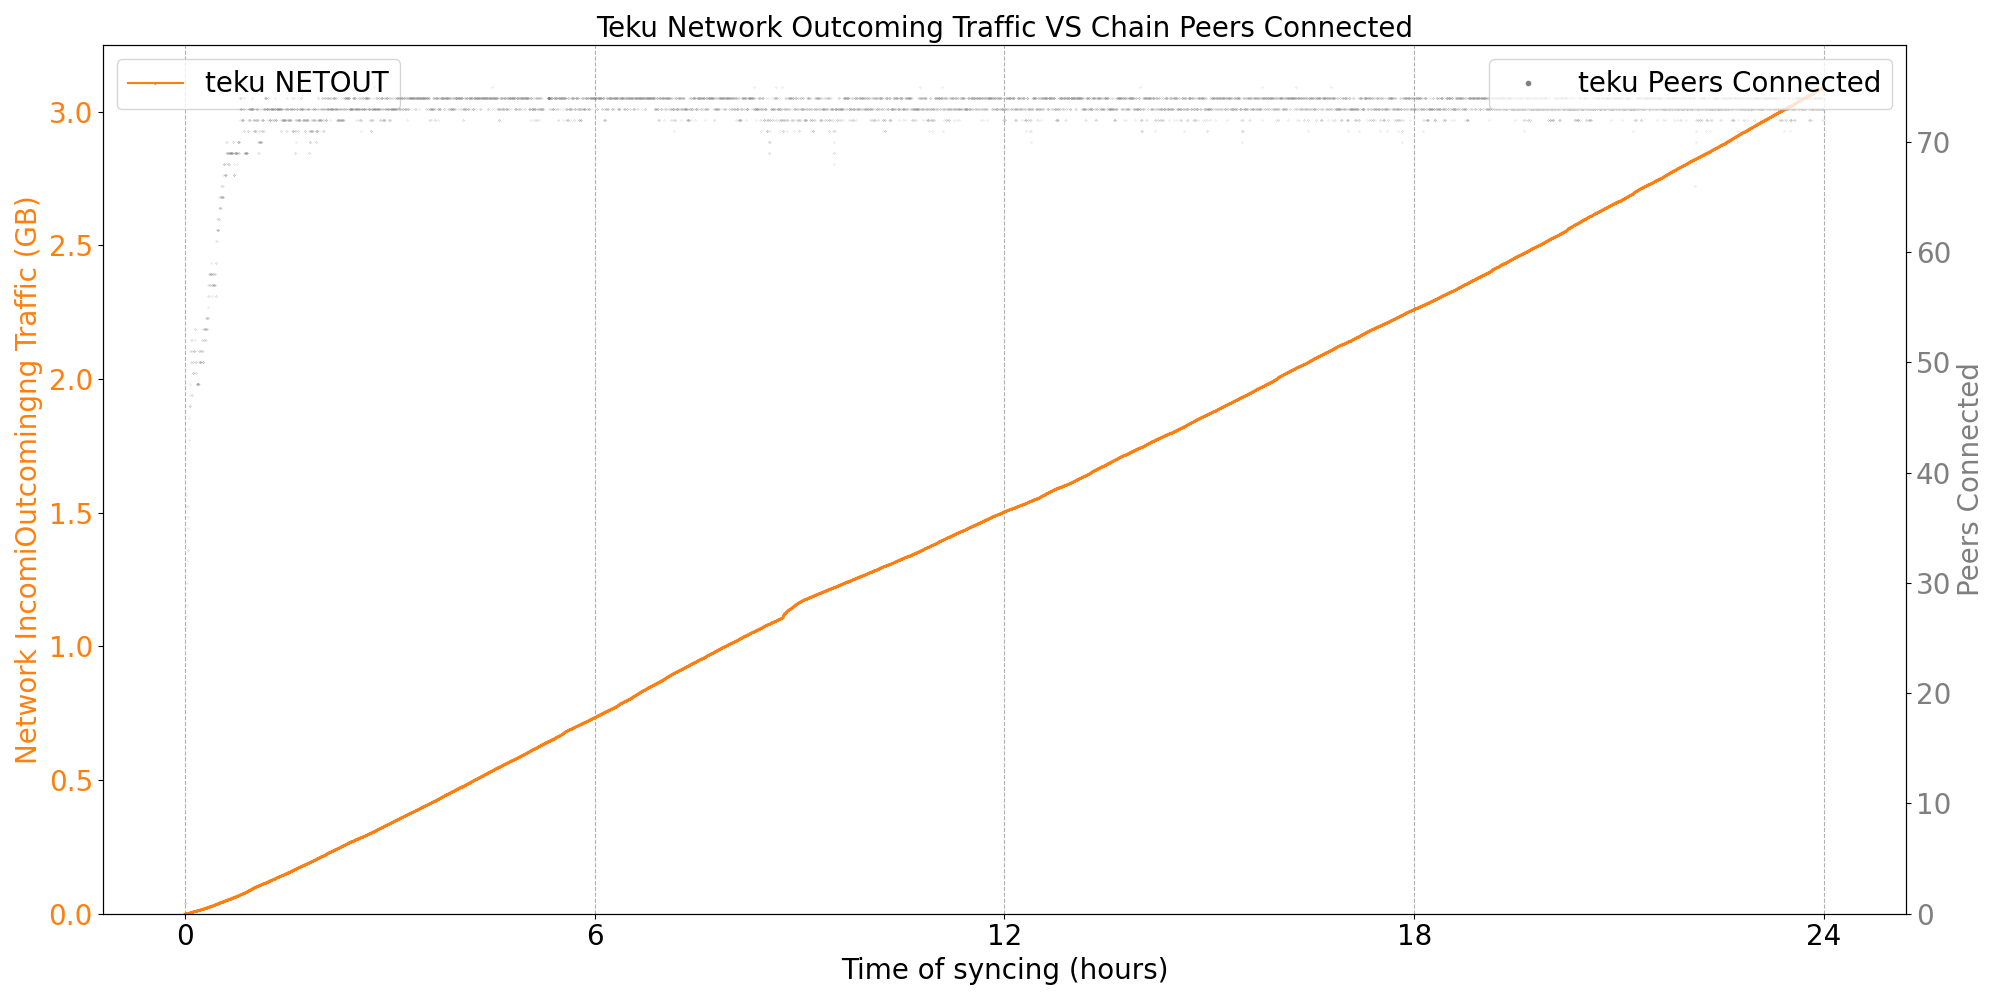 Teku Network Outcoming Traffic VS Chain Peers Connected
teku NETOUT
teku Peers Connected
Network IncomiOutcomingng Traffic (GB)
3.0
2.5
2.0
1.5
1.0
0.5
0.0
70
60
50
40
30
20
10
0
Peers Connected
0 6 12 18 24
Time of syncing (hours)